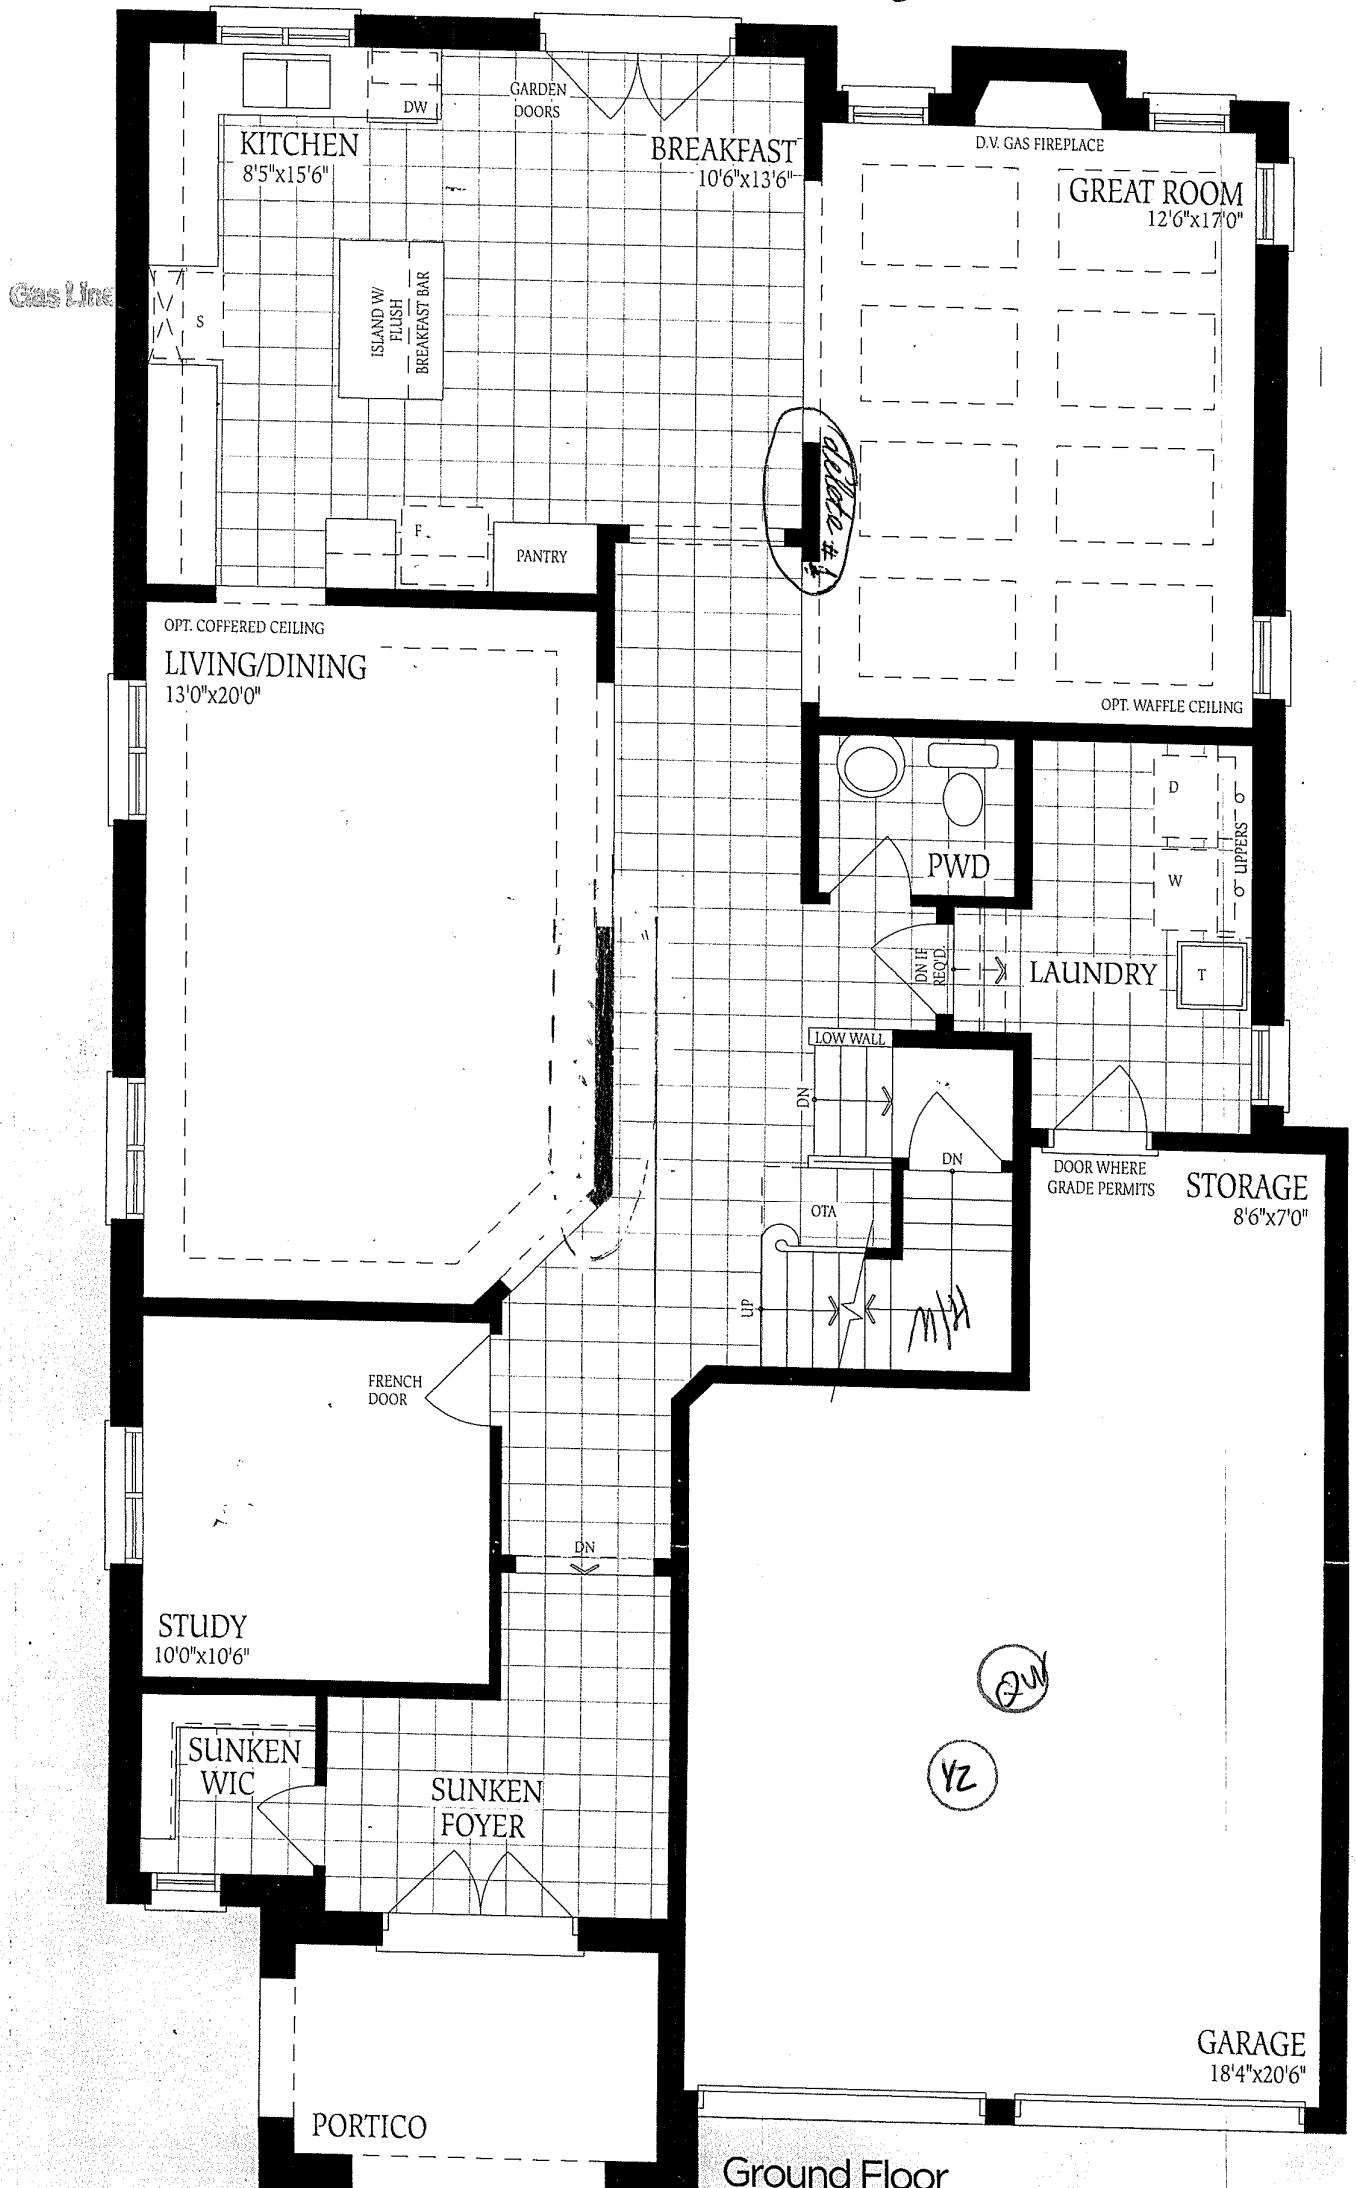 GARDEN
DOORS
DW
KITCHEN
8'5"x15'6"
BREAKFAST
10'6"x13'6"
D.V. GAS FIREPLACE
GREAT ROOM
12'6"x17'0"
Gas Line
S
ISLAND W/
FLUSH
BREAKFAST BAR
F.
PANTRY
OPT. COFFERED CEILING
LIVING/DINING
13'0"x20'0"
OPT. WAFFLE CEILING
D
W
UPPERS
PWD
DN IF
REQ'D.
LAUNDRY
T
LOW WALL
DN
DN
DOOR WHERE
GRADE PERMITS
STORAGE
8'6"x7'0"
OTA
UP
FRENCH
DOOR
DN
STUDY
10'0"x10'6"
YZ
SUNKEN
WIC
SUNKEN
FOYER
GARAGE
18'4"x20'6"
PORTICO
Ground Floor